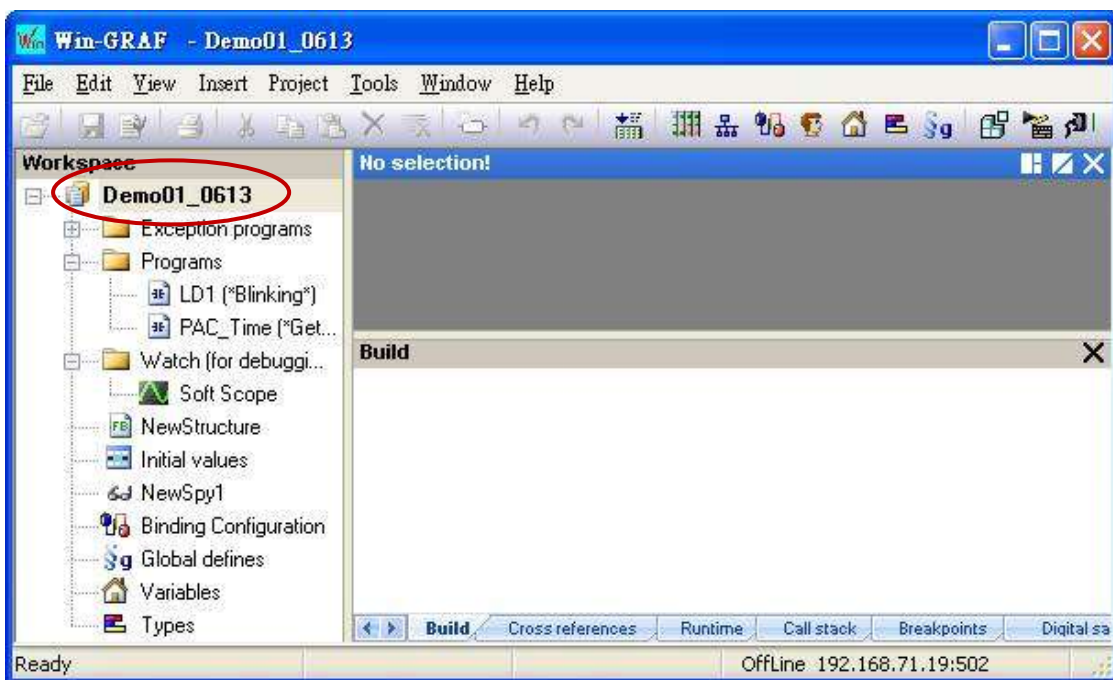 Win-GRAF - Demo01_0613
File Edit View Insert Project Tools Window Help
Workspace
No selection!
Demo01_0613
Exception programs
Programs
LD1 (*Blinking*)
PAC_Time (*Get...
Watch (for debuggi...
Soft Scope
NewStructure
Initial values
NewSpy1
Binding Configuration
Global defines
Variables
Types
Build
Build Cross references Runtime Call stack Breakpoints Digital sa
Ready OffLine 192.168.71.19:502